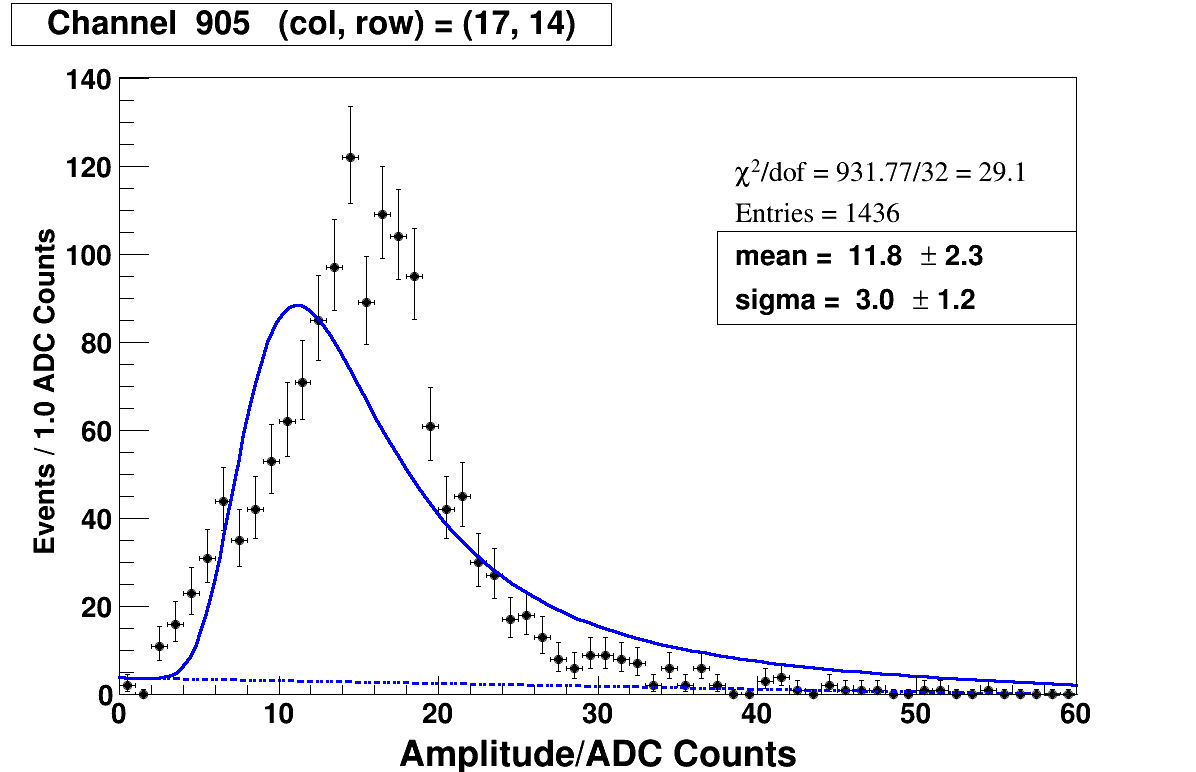 Channel 905 (col, row) = (17, 14)
140
120
100
80
60
40
20
0
Events / 1.0 ADC Counts
χ²/dof = 931.77/32 = 29.1
Entries = 1436
mean = 11.8 ± 2.3
sigma = 3.0 ± 1.2
0 10 20 30 40 50 60
Amplitude/ADC Counts